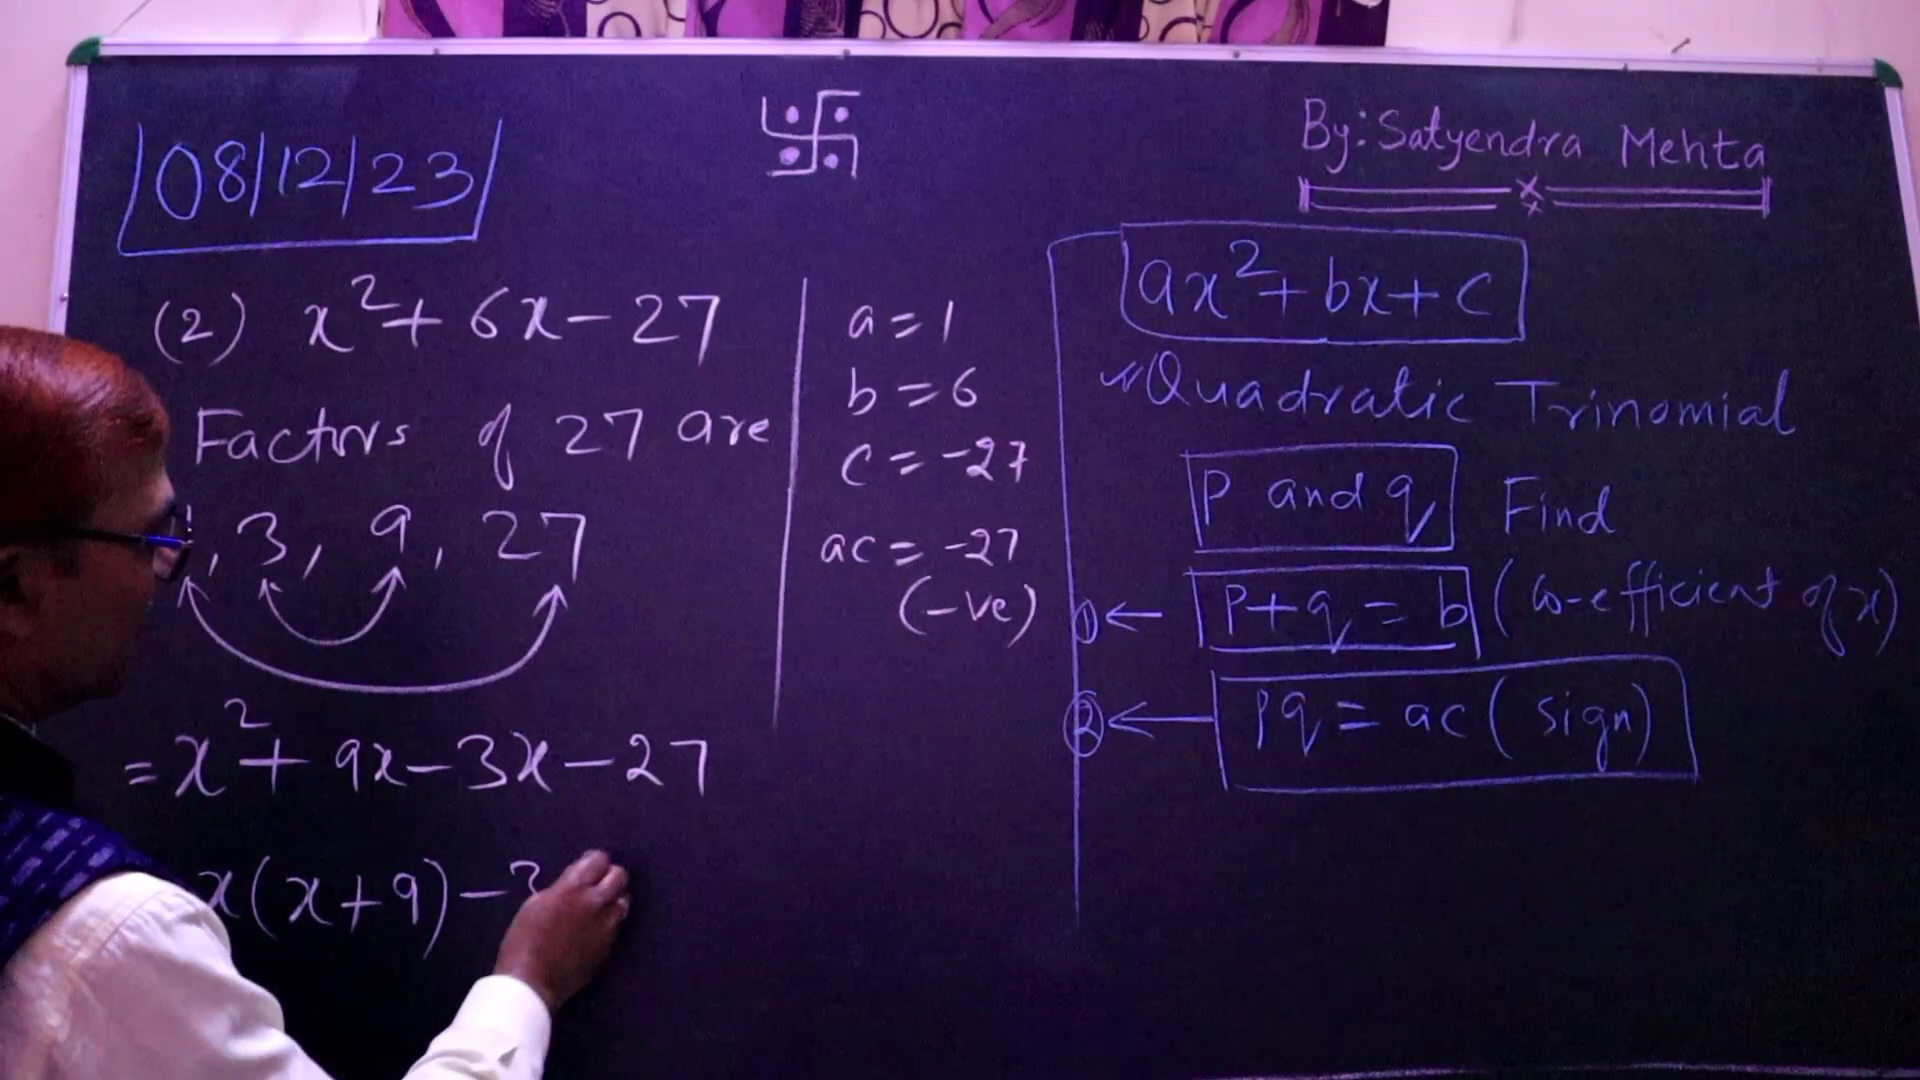 08/12/23
By: Satyendra Mehta
(2) x² + 6x - 27
Factors of 27 are
, 3, 9, 27
= x² + 9x - 3x - 27
x(x+9) - 3
a = 1
b = 6
c = -27
ac = -27
(-ve)
ax² + bx + c
Quadratic Trinomial
p and q Find
① ← p+q = b (Co-efficient of x)
② ← pq = ac (sign)